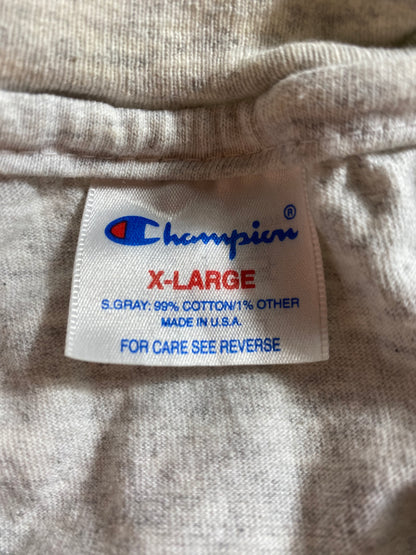 Champion®
X-LARGE
S.GRAY: 99% COTTON/1% OTHER
MADE IN U.S.A.
FOR CARE SEE REVERSE